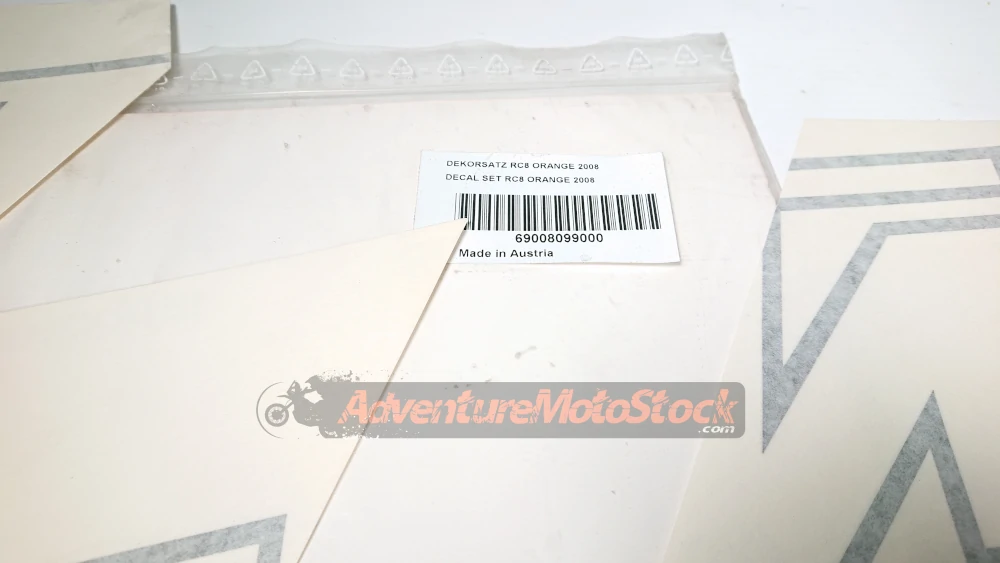 DEKORSATZ RC8 ORANGE 2008
DECAL SET RC8 ORANGE 2008
69008099000
Made in Austria
AdventureMotoStock
.com